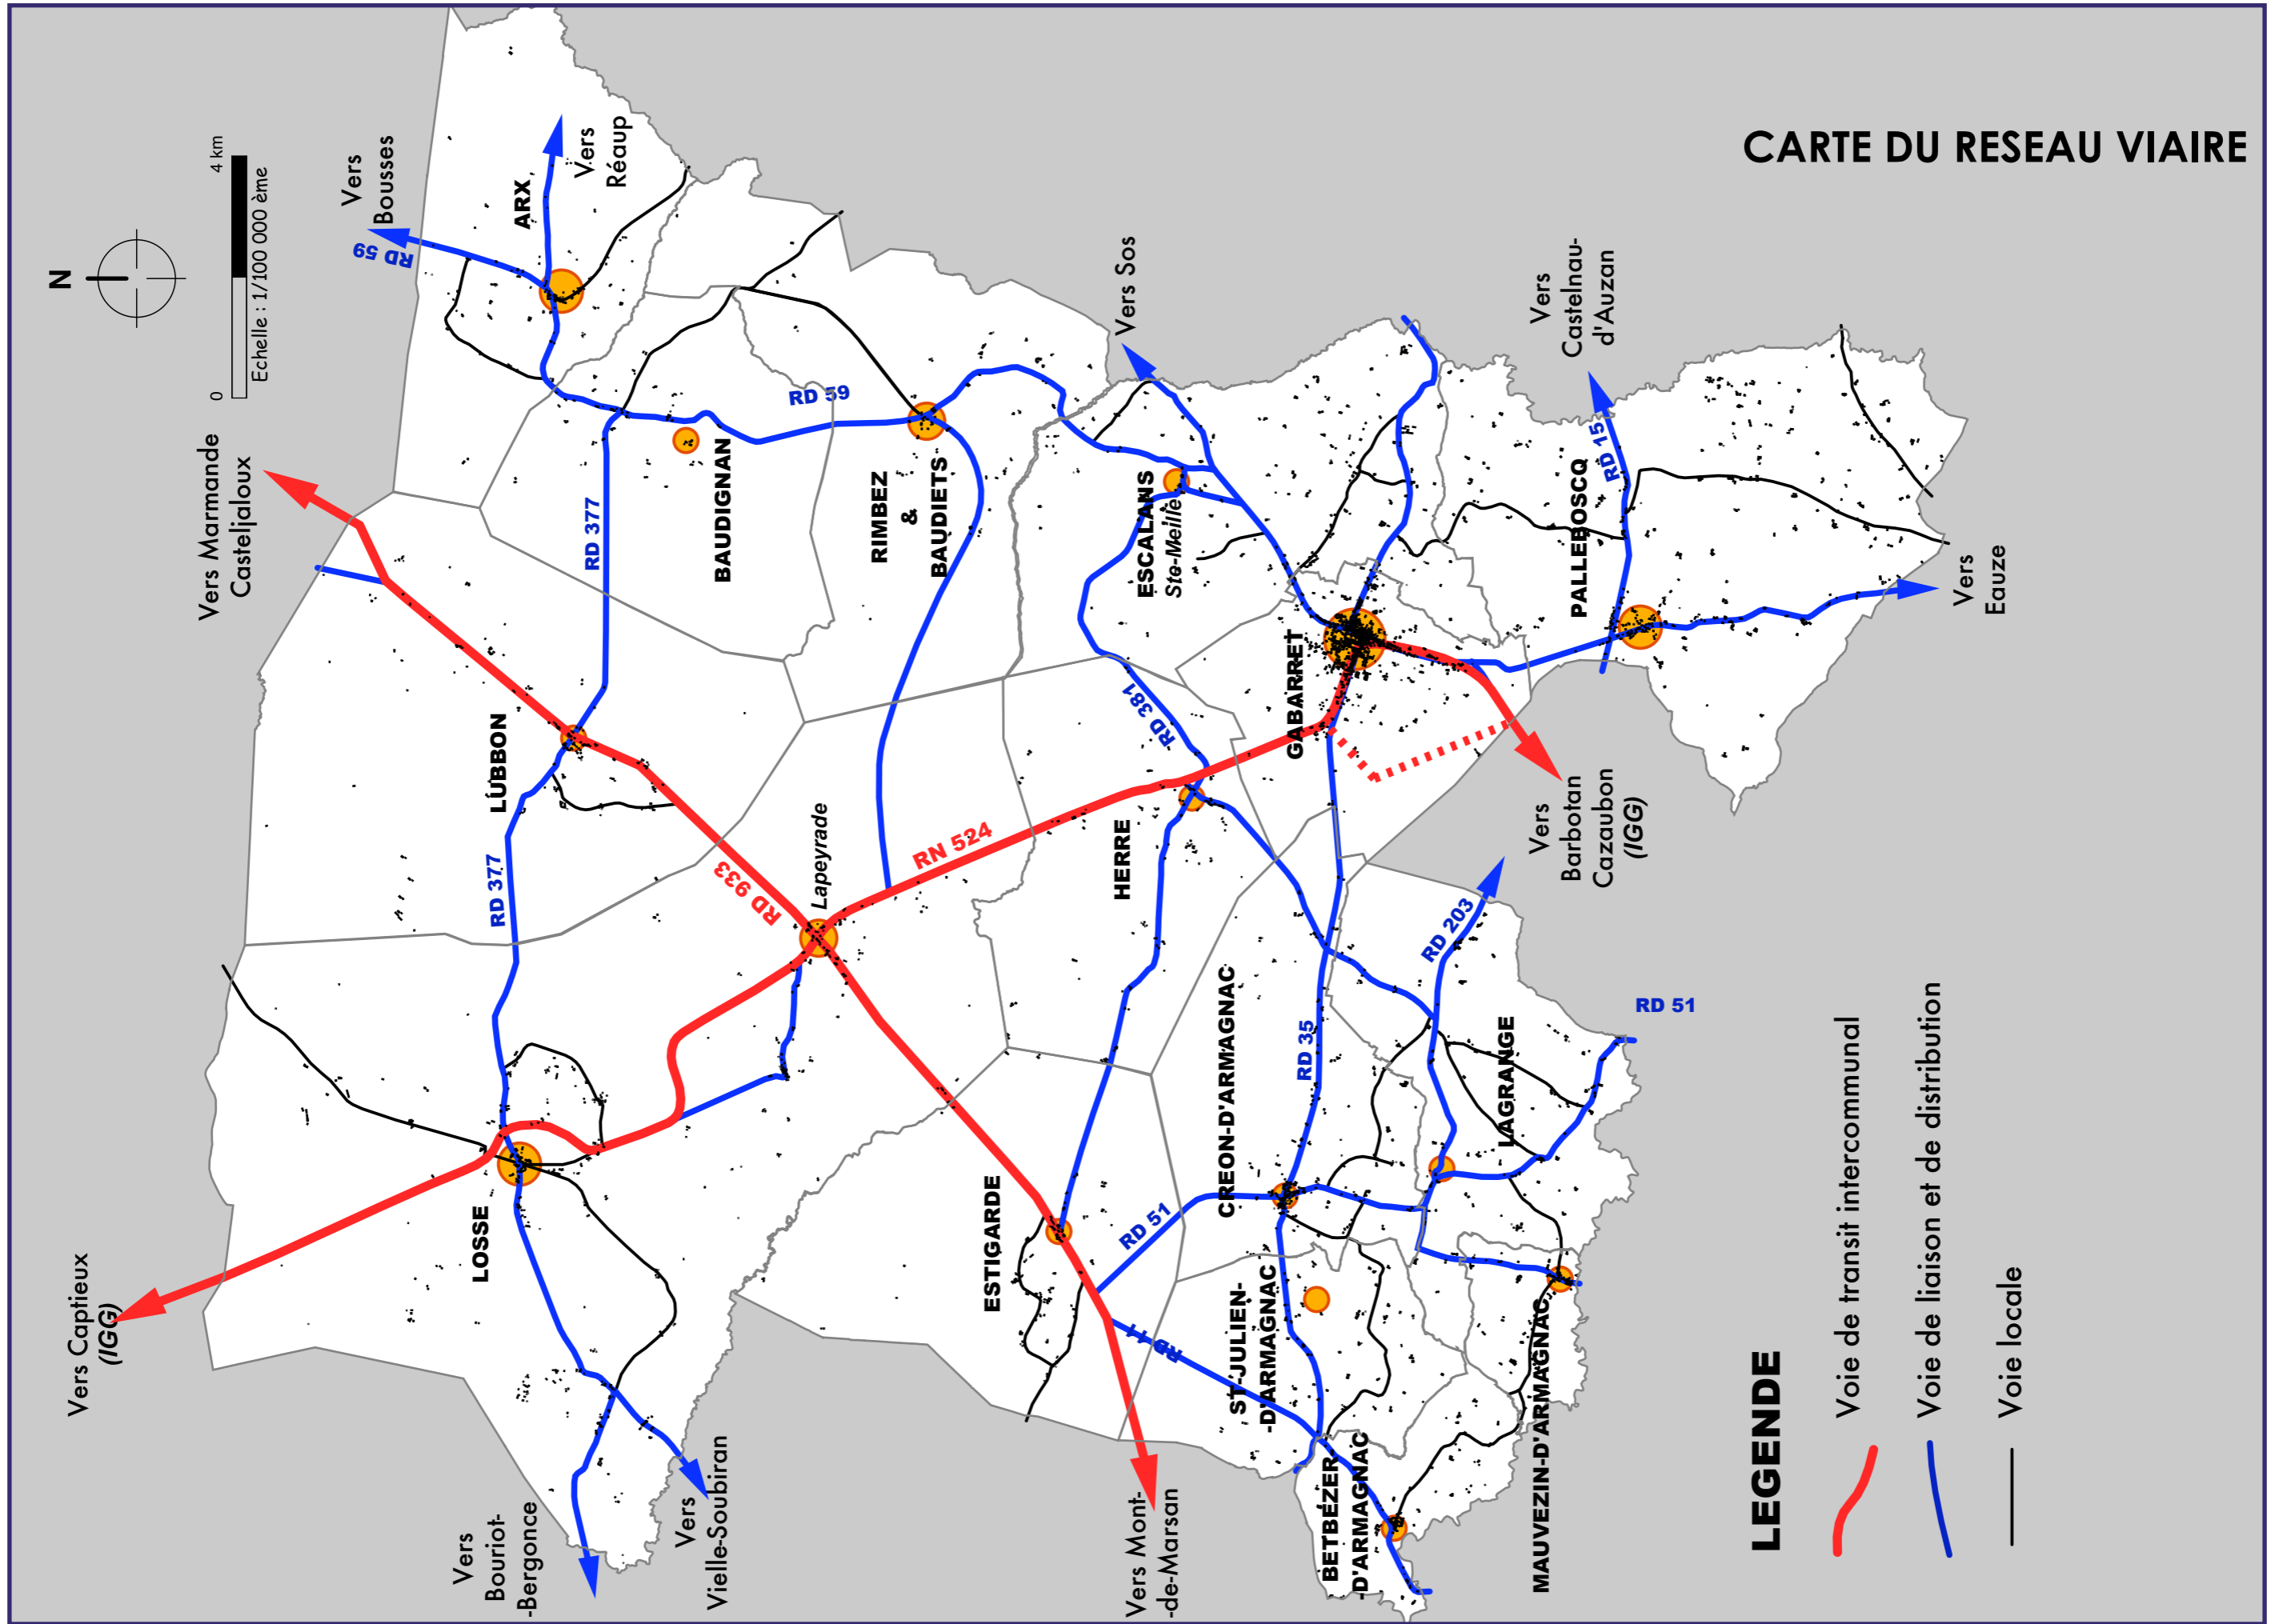 CARTE DU RESEAU VIAIRE
N
0
4 km
Echelle : 1/100 000 ème
Vers Captieux
(IGG)
Vers Marmande
Casteljaloux
Vers
Bousses
RD 59
ARX
Vers
Réaup
LOSSE
RD 377
LUBBON
RD 377
BAUDIGNAN
RD 59
Vers
Bouriot-
-Bergonce
Vers
Vielle-Soubiran
RD 933
Lapeyrade
RIMBEZ
&
BAUDIETS
RN 524
ESTIGARDE
HERRE
RD 381
ESCALANS
Ste-Meille
Vers Sos
Vers Mont-
-de-Marsan
RD 51
CREON-D'ARMAGNAC
RD 35
GABARRET
ST-JULIEN-
-D'ARMAGNAC
BETBEZER-
-D'ARMAGNAC
RD 203
LAGRANGE
RD 51
MAUVEZIN-D'ARMAGNAC
Vers
Barbotan
Cazaubon
(IGG)
PALLEBOSCQ
RD 15
Vers
Castelnau-
d'Auzan
Vers
Eauze
LEGENDE
Voie de transit intercommunal
Voie de liaison et de distribution
Voie locale